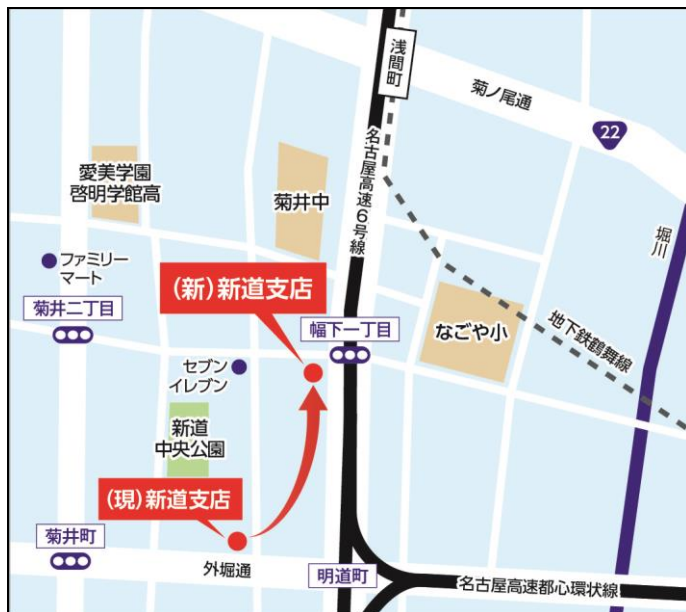 浅間町
菊ノ尾通
22
名古屋高速6号線
愛美学園
啓明学館高
菊井中
堀川
ファミリー
マート
(新)新道支店
菊井二丁目
幅下一丁目
なごや小
地下鉄鶴舞線
セブン
イレブン
新道
中央公園
(現)新道支店
菊井町
外堀通
明道町
名古屋高速都心環状線